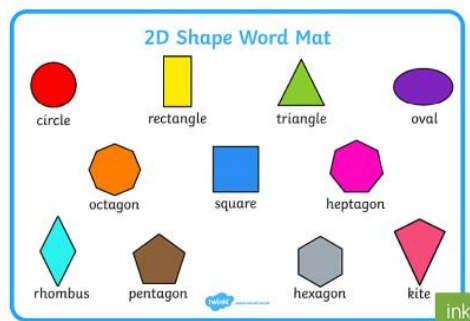 2D Shape Word Mat
circle rectangle triangle oval
octagon square heptagon
rhombus pentagon hexagon kite
twinkl
ink